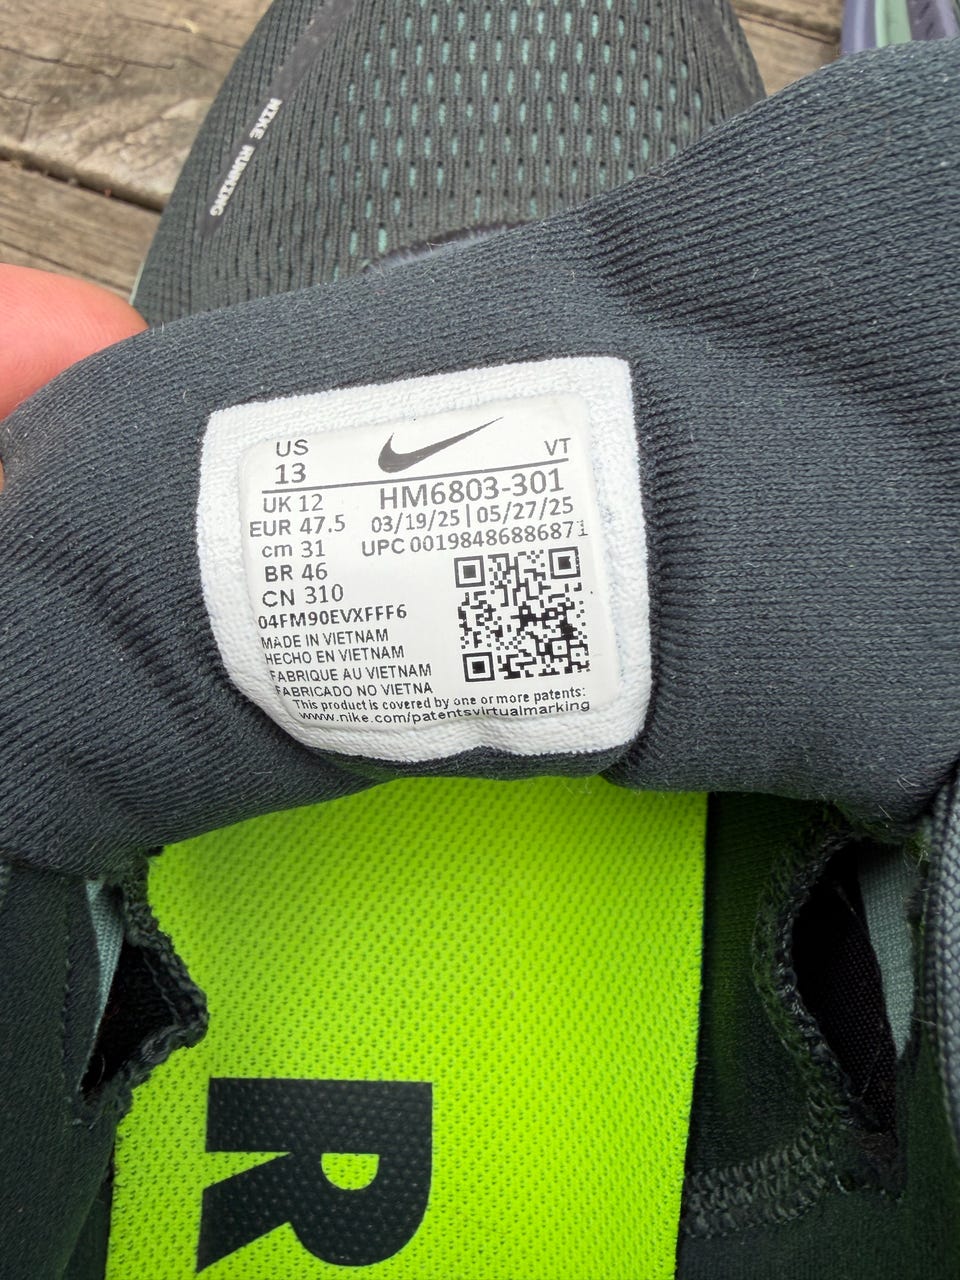 NIKE RUNNING
US
13
VT
UK 12
HM6803-301
EUR 47.5
03/19/25 | 05/27/25
cm 31
UPC 00198486886871
BR 46
CN 310
04FM90EVXFFF6
MADE IN VIETNAM
HECHO EN VIETNAM
FABRIQUE AU VIETNAM
FABRICADO NO VIETNA
This product is covered by one or more patents:
www.nike.com/patentsvirtualmarking
R